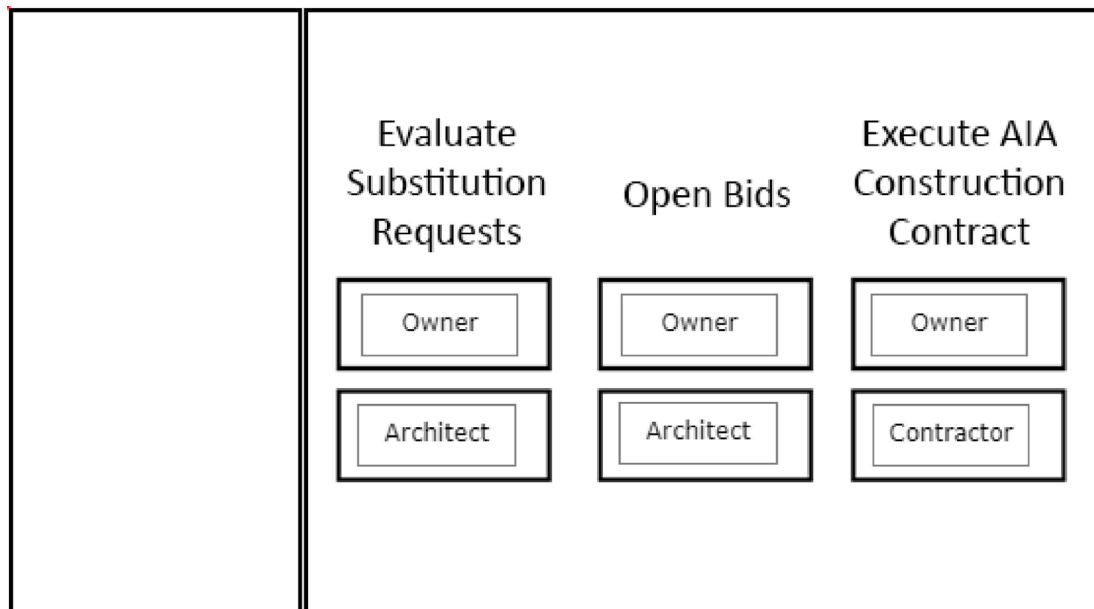 Evaluate
Substitution
Requests
Open Bids
Execute AIA
Construction
Contract
Owner
Owner
Owner
Architect
Architect
Contractor